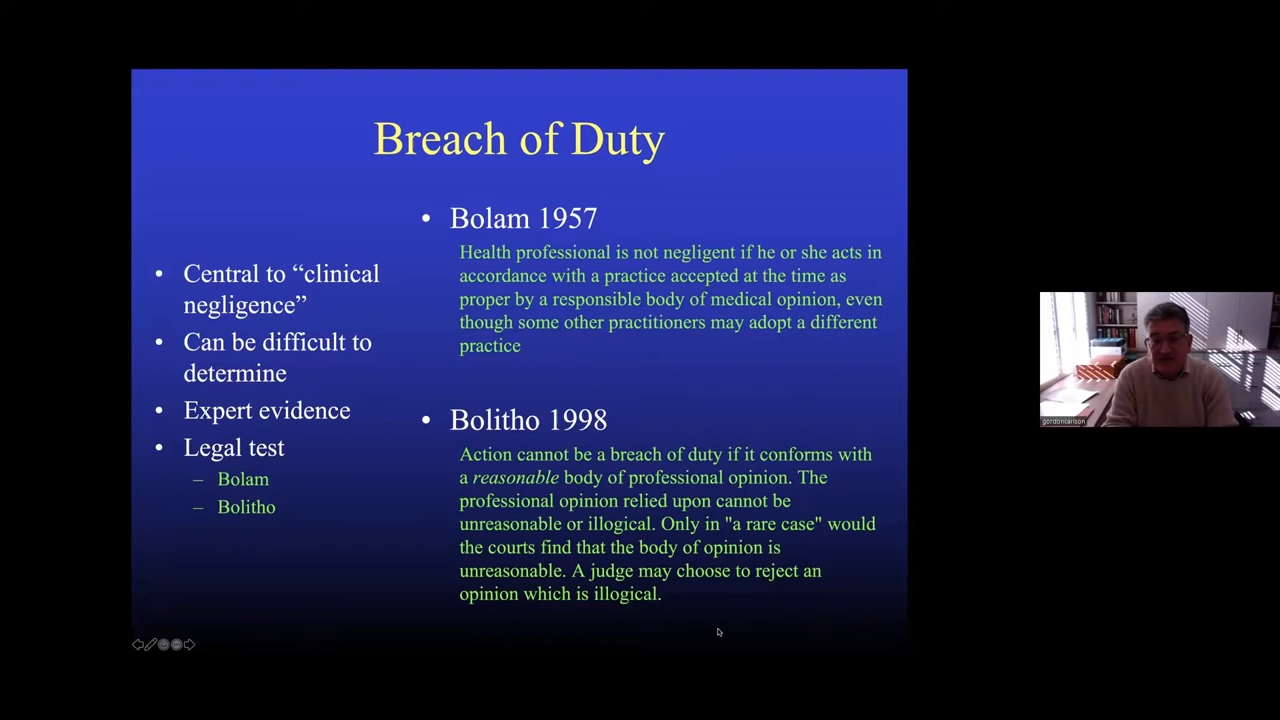 Breach of Duty
• Central to “clinical
negligence”
• Can be difficult to
determine
• Expert evidence
• Legal test
– Bolam
– Bolitho
• Bolam 1957
Health professional is not negligent if he or she acts in
accordance with a practice accepted at the time as
proper by a responsible body of medical opinion, even
though some other practitioners may adopt a different
practice
• Bolitho 1998
Action cannot be a breach of duty if it conforms with
a reasonable body of professional opinion. The
professional opinion relied upon cannot be
unreasonable or illogical. Only in "a rare case" would
the courts find that the body of opinion is
unreasonable. A judge may choose to reject an
opinion which is illogical.
gordoncarlson